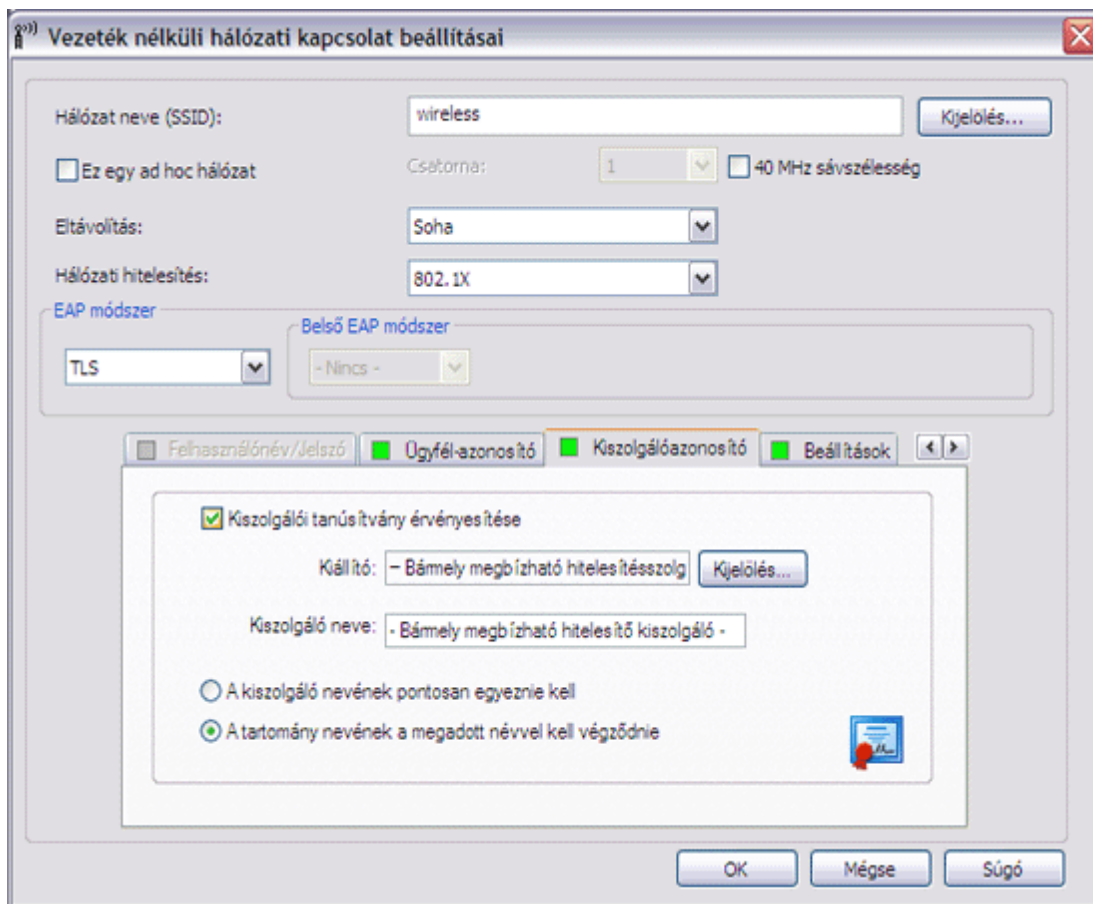 Vezeték nélküli hálózati kapcsolat beállításai
Hálózat neve (SSID): wireless Kijelölés...
Ez egy ad hoc hálózat Csatorna: 1 40 MHz sávszélesség
Eltávolítás: Soha
Hálózati hitelesítés: 802.1X
EAP módszer
Belső EAP módszer
TLS - Nincs -
Felhasználónév/Jelszó Ügyfél-azonosító Kiszolgálóazonosító Beállítások
Kiszolgálói tanúsítvány érvényesítése
Kiállító: – Bármely megbízható hitelesítésszolg Kijelölés...
Kiszolgáló neve: - Bármely megbízható hitelesítő kiszolgáló -
A kiszolgáló nevének pontosan egyeznie kell
A tartomány nevének a megadott névvel kell végződnie
OK Mégse Súgó